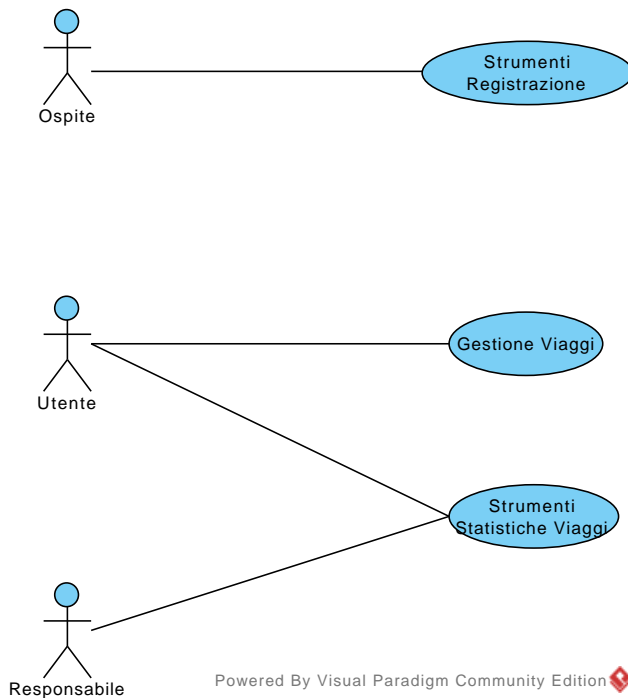 Strumenti
Registrazione
Ospite
Gestione Viaggi
Utente
Strumenti
Statistiche Viaggi
Responsabile
Powered By Visual Paradigm Community Edition